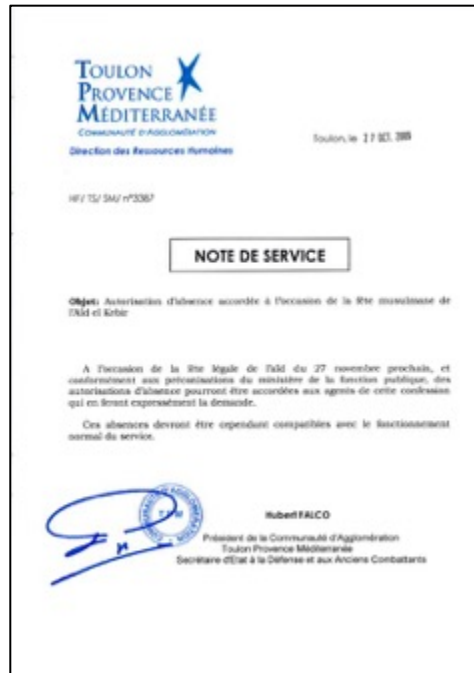 TOULON
PROVENCE
MÉDITERRANÉE
COMMUNAUTÉ D'AGGLOMÉRATION
Direction des Ressources Humaines
Toulon, le 27 OCT. 2009
HF/ TS/ SM/ n°3367
NOTE DE SERVICE
Objet: Autorisation d'absence accordée à l'occasion de la fête musulmane de
l'Aïd el Kebir
A l'occasion de la fête légale de l'aïd du 27 novembre prochain, et
conformément aux préconisations du ministère de la fonction publique, des
autorisations d'absence pourront être accordées aux agents de cette confession
qui en feront expressément la demande.
Ces absences devront être cependant compatibles avec le fonctionnement
normal du service.
Hubert FALCO
Président de la Communauté d'Agglomération
Toulon Provence Méditerranée
Secrétaire d'Etat à la Défense et aux Anciens Combattants